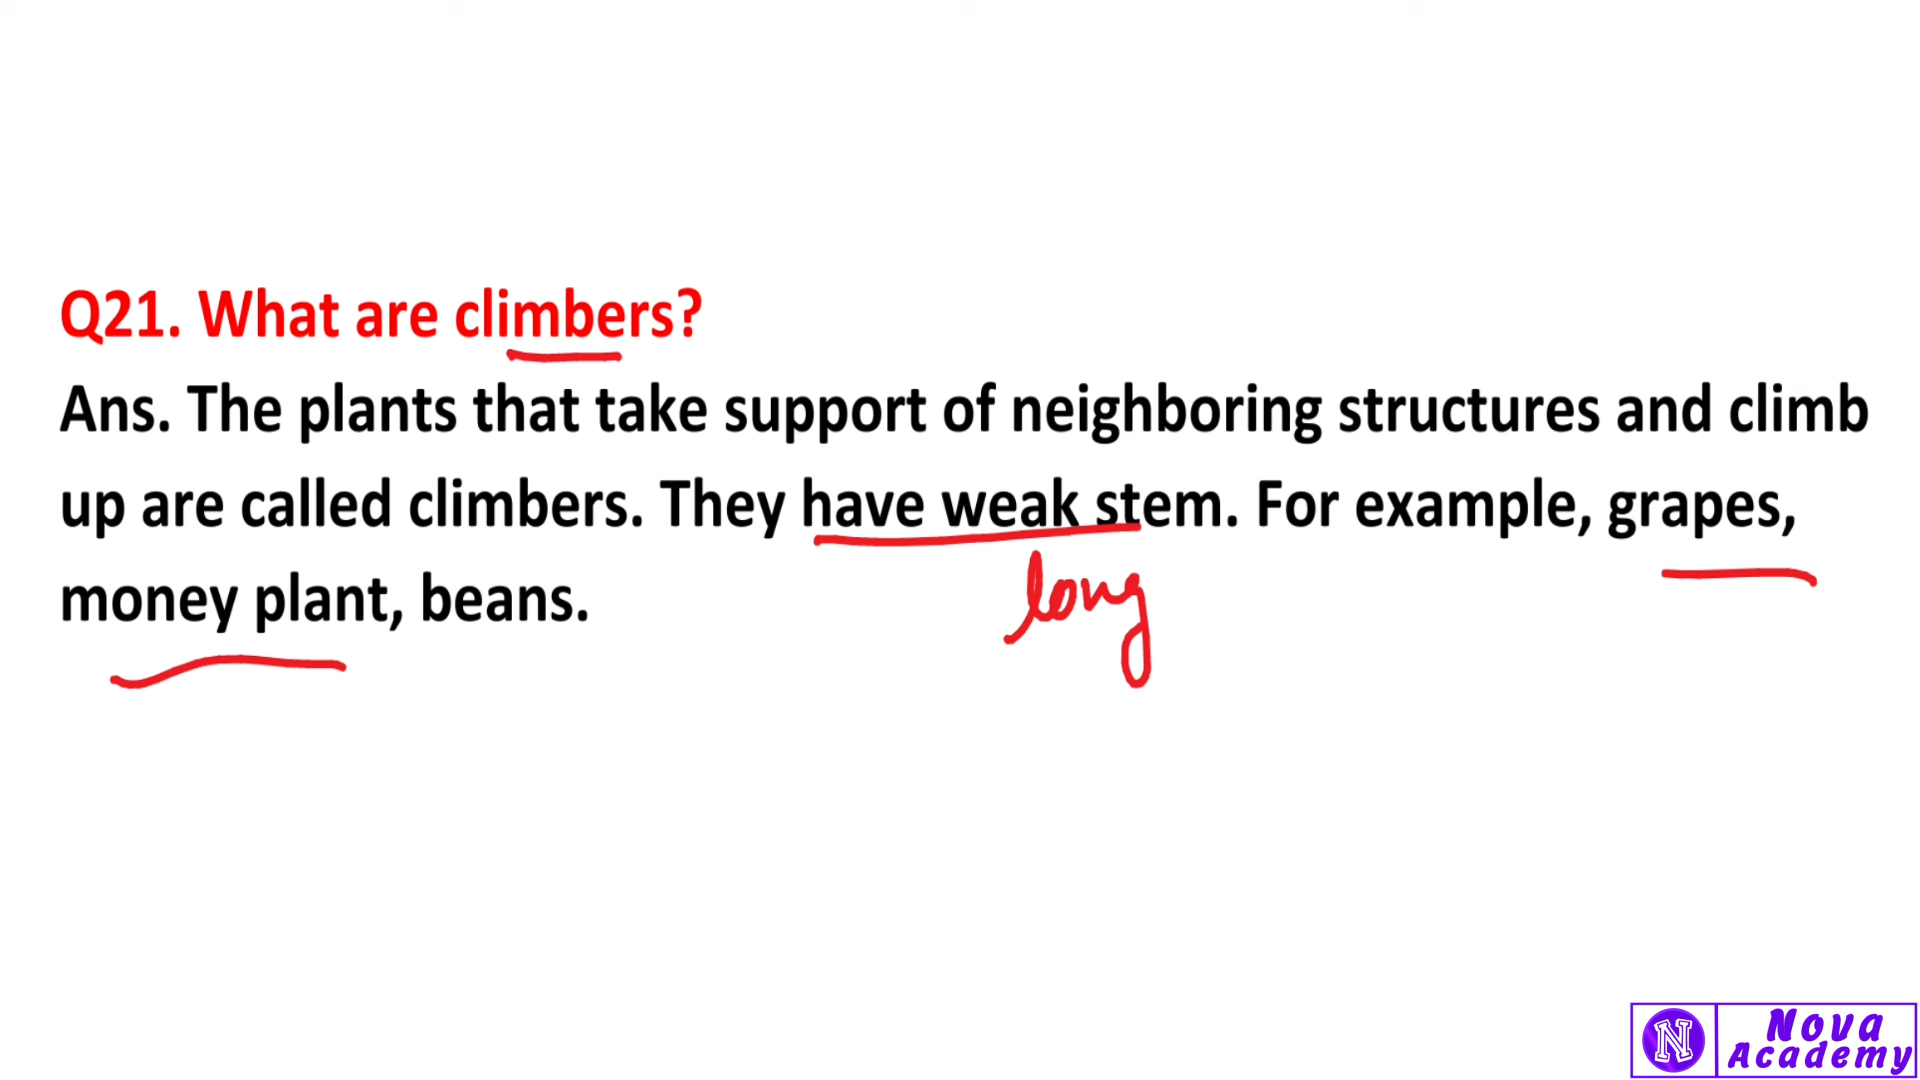 Q21. What are climbers?
Ans. The plants that take support of neighboring structures and climb
up are called climbers. They have weak stem. For example, grapes,
long
money plant, beans.
N
Nova
Academy